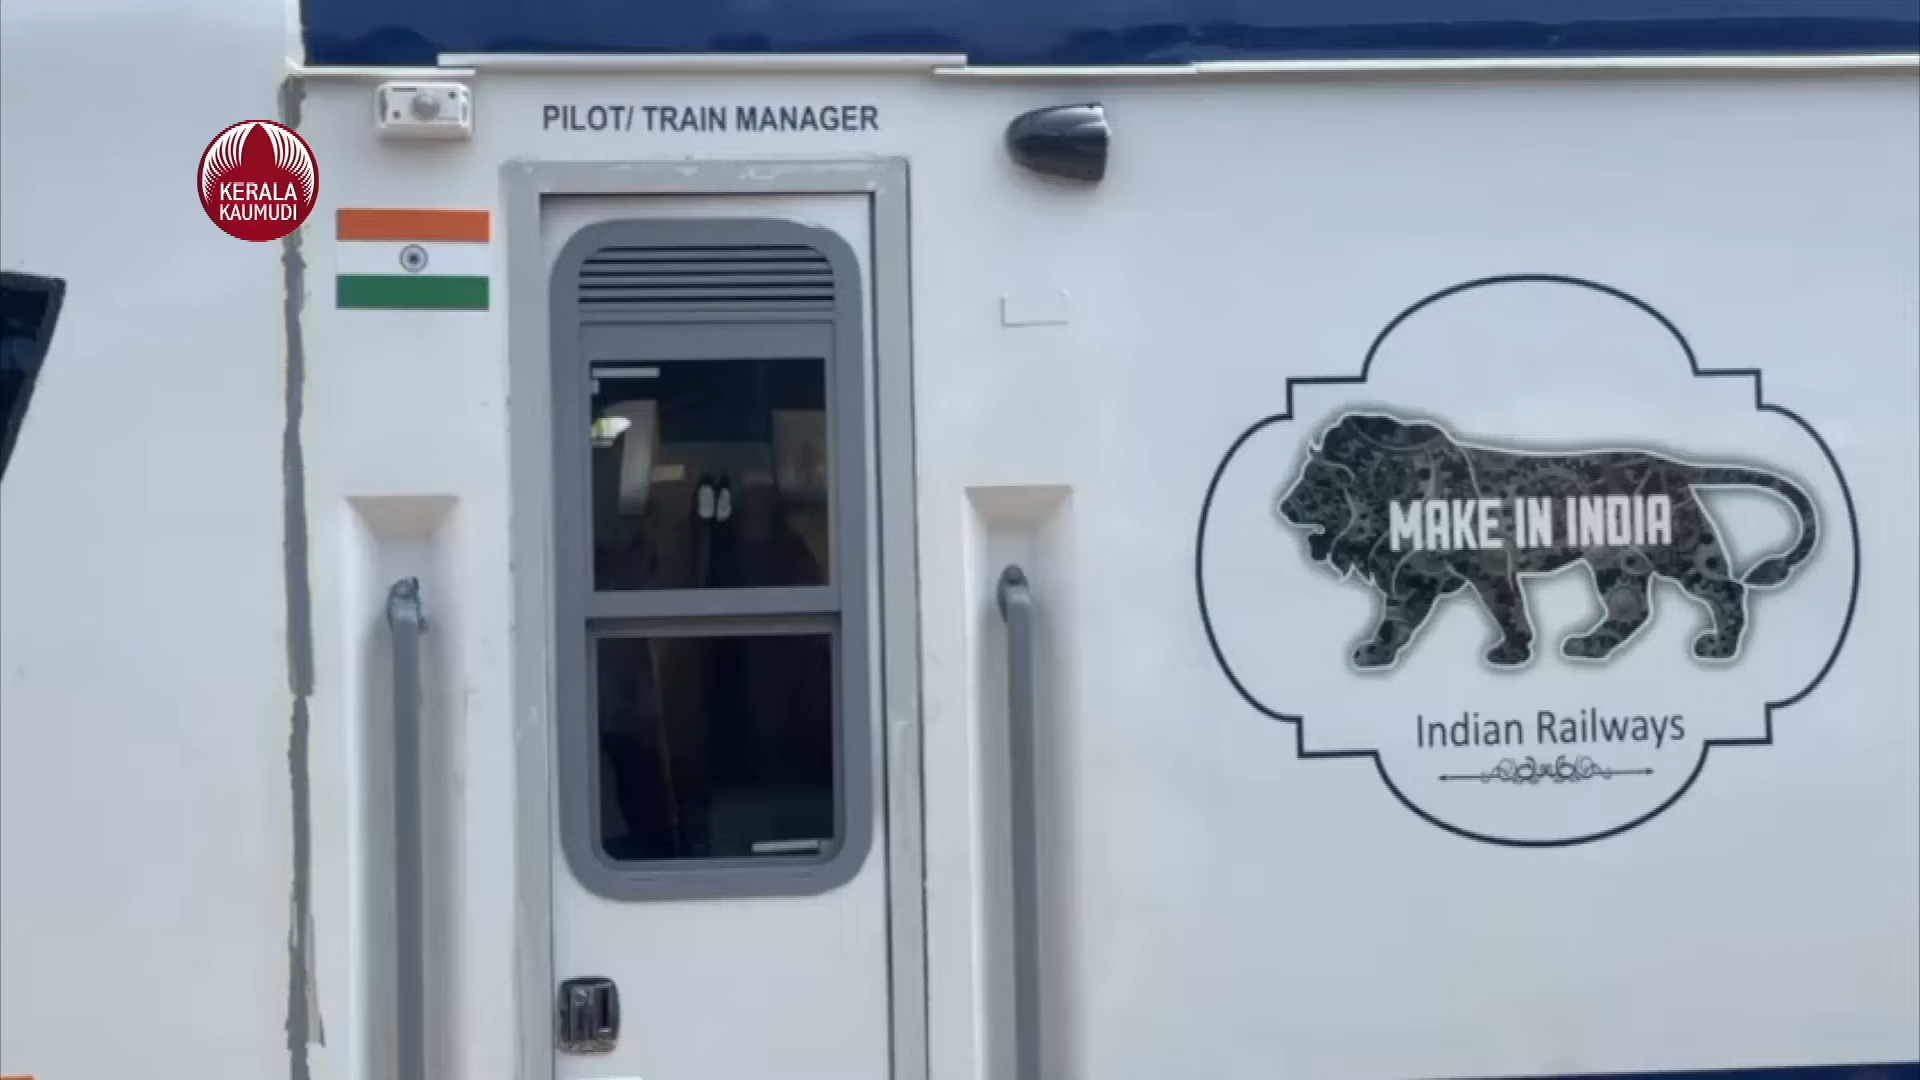 PILOT/ TRAIN MANAGER
KERALA
KAUMUDI
MAKE IN INDIA
Indian Railways